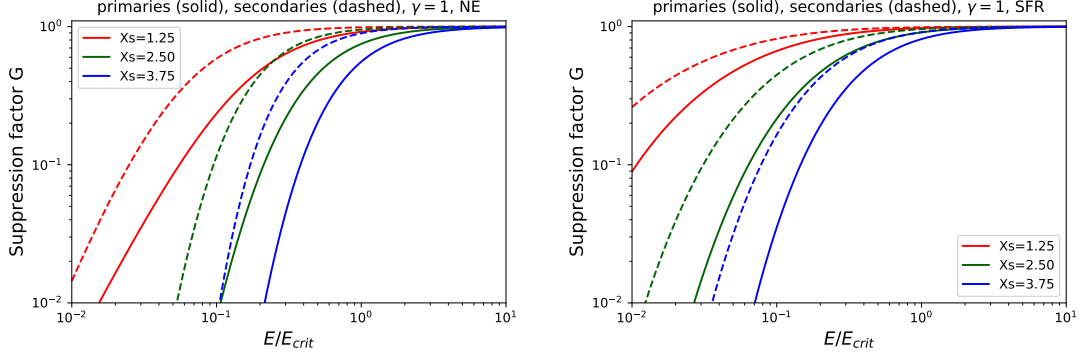 primaries (solid), secondaries (dashed), γ = 1, NE
Suppression factor G
10⁰
10⁻¹
10⁻²
Xs=1.25
Xs=2.50
Xs=3.75
10⁻² 10⁻¹ 10⁰ 10¹
E/E_crit
primaries (solid), secondaries (dashed), γ = 1, SFR
Suppression factor G
10⁰
10⁻¹
10⁻²
Xs=1.25
Xs=2.50
Xs=3.75
10⁻² 10⁻¹ 10⁰ 10¹
E/E_crit